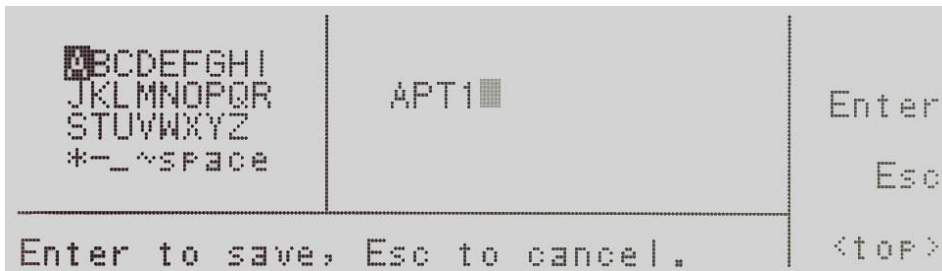 ABCDEFGHI
JKLMNOPQR
STUVWXYZ
*-_~space
APT1
Enter
Esc
Enter to save, Esc to cancel.
<top>